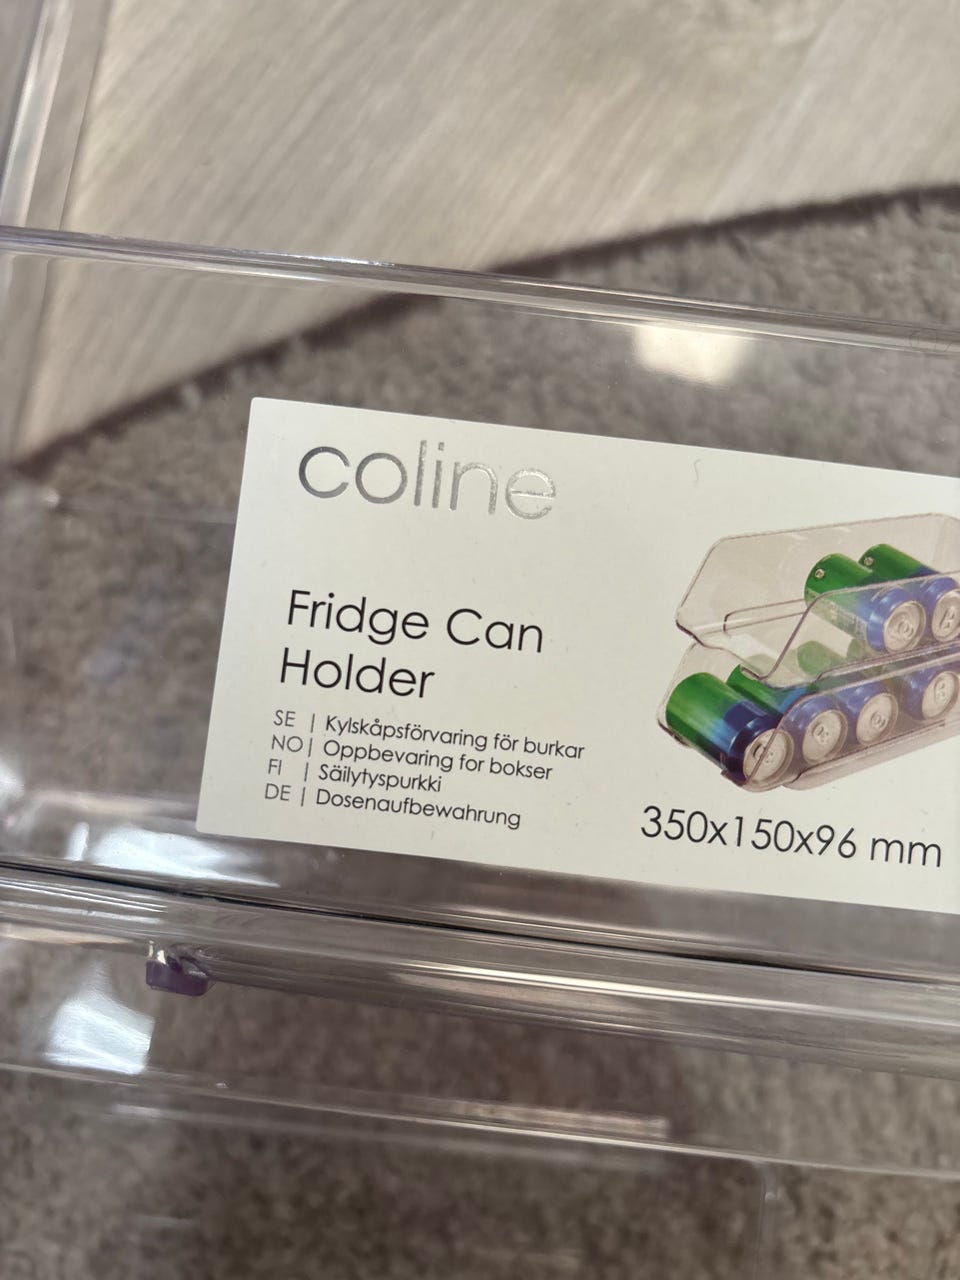 coline
Fridge Can
Holder
SE | Kylskåpsförvaring för burkar
NO | Oppbevaring for bokser
FI | Säilytyspurkki
DE | Dosenaufbewahrung
350x150x96 mm